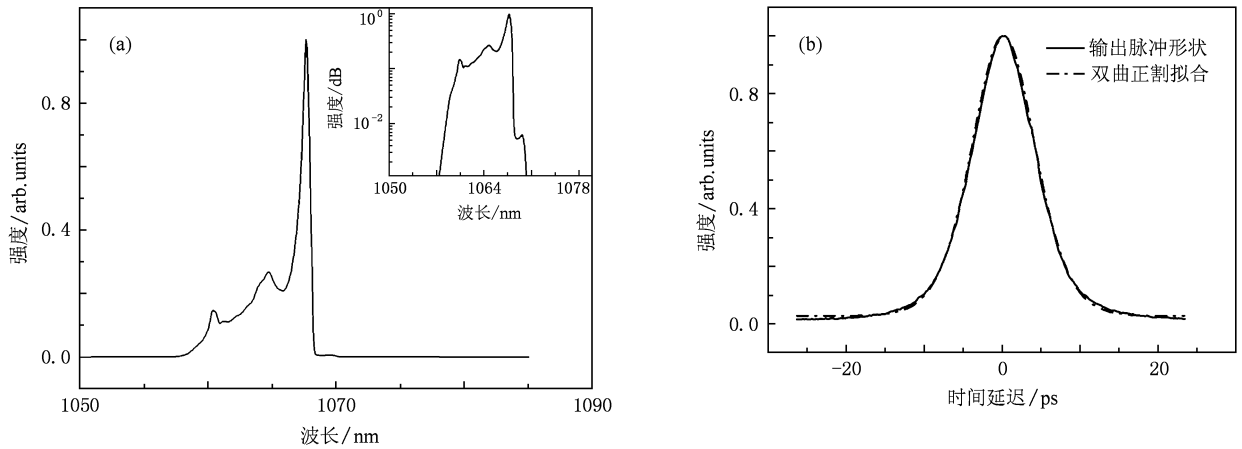 (a)
强度/arb.units
0.8
0.4
0.0
1050
1070
1090
波长/nm
强度/dB
10⁰
10⁻²
1050
1064
1078
波长/nm
(b)
输出脉冲形状
双曲正割拟合
强度/arb.units
0.8
0.4
0.0
-20
0
20
时间延迟/ps